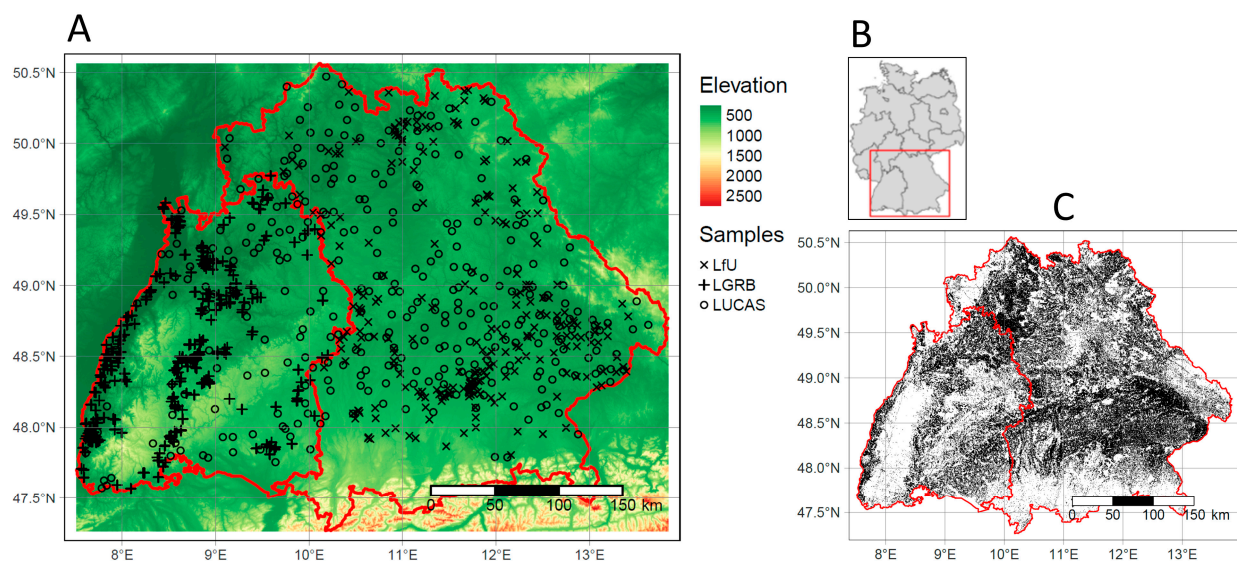 A
50.5°N
50.0°N
49.5°N
49.0°N
48.5°N
48.0°N
47.5°N
8°E 9°E 10°E 11°E 12°E 13°E
0 50 100 150 km
Elevation
500
1000
1500
2000
2500
Samples
× LfU
+ LGRB
○ LUCAS
B
C
50.5°N
50.0°N
49.5°N
49.0°N
48.5°N
48.0°N
47.5°N
0 50 100 150 km
8°E 9°E 10°E 11°E 12°E 13°E